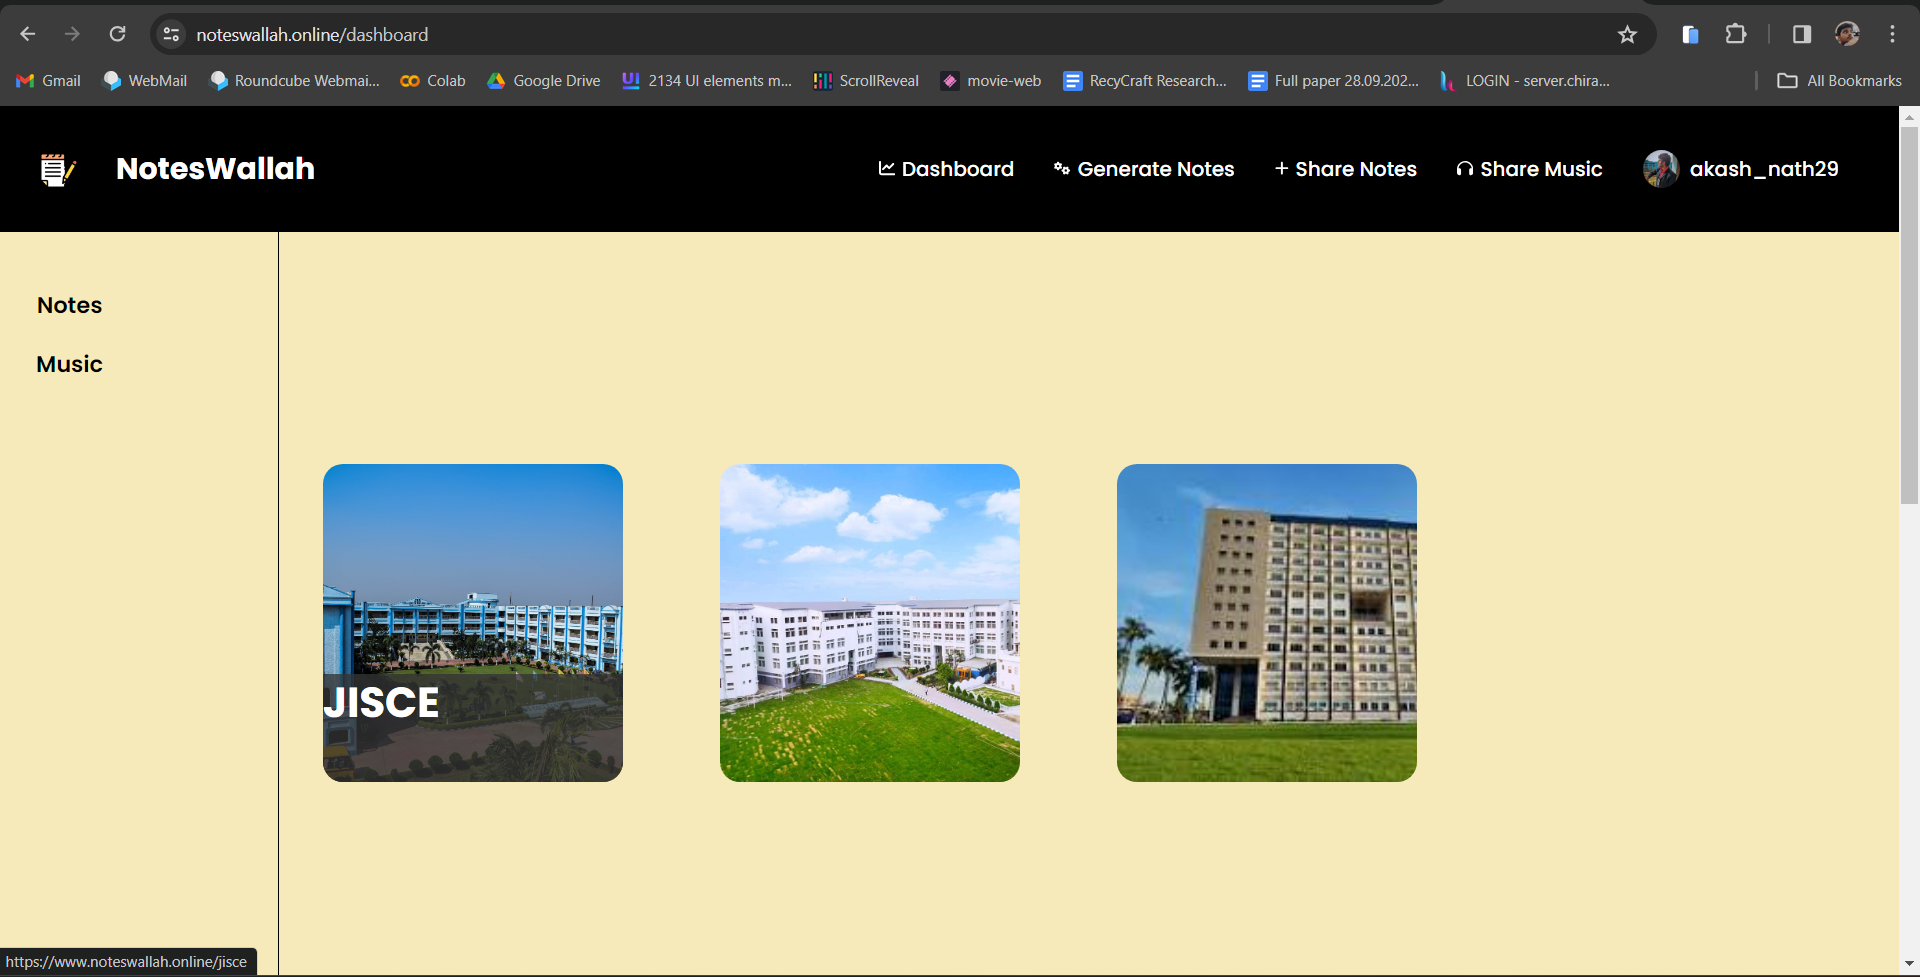 noteswallah.online/dashboard
Gmail WebMail Roundcube Webmai... Colab Google Drive 2134 UI elements m... ScrollReveal movie-web RecyCraft Research... Full paper 28.09.202... LOGIN - server.chira... All Bookmarks
NotesWallah Dashboard Generate Notes Share Notes Share Music akash_nath29
Notes
Music
JISCE
https://www.noteswallah.online/jisce